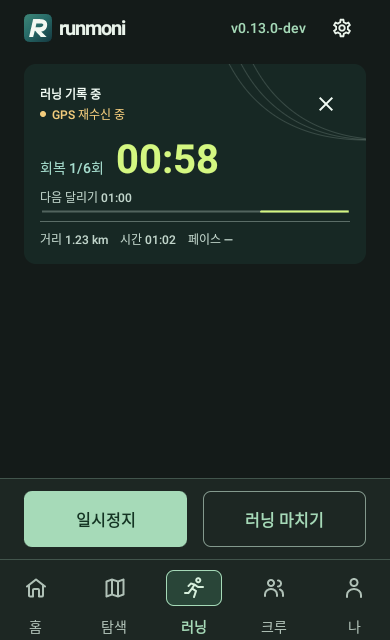 runmoni v0.13.0-dev
러닝 기록 중
GPS 재수신 중
회복 1/6회 00:58
다음 달리기 01:00
거리 1.23 km 시간 01:02 페이스 –
일시정지 러닝 마치기
홈 탐색 러닝 크루 나